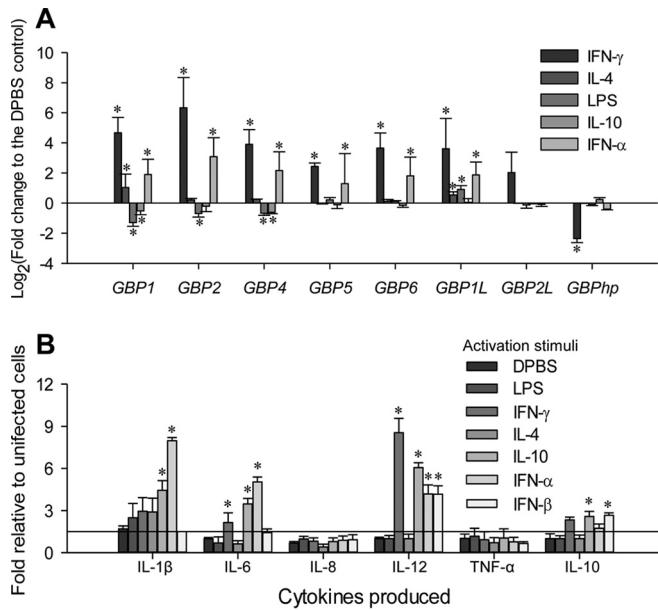 A
Log2(Fold change to the DPBS control)
10
8
6
4
2
0
-2
-4
* * * * * * * * * * * * * * * * * * * *
IFN-γ
IL-4
LPS
IL-10
IFN-α
GBP1 GBP2 GBP4 GBP5 GBP6 GBP1L GBP2L GBPhp
B
Fold relative to uninfected cells
12
9
6
3
0
Activation stimuli
DPBS
LPS
IFN-γ
IL-4
IL-10
IFN-α
IFN-β
* * * * * * * * * * *
IL-1β IL-6 IL-8 IL-12 TNF-α IL-10
Cytokines produced